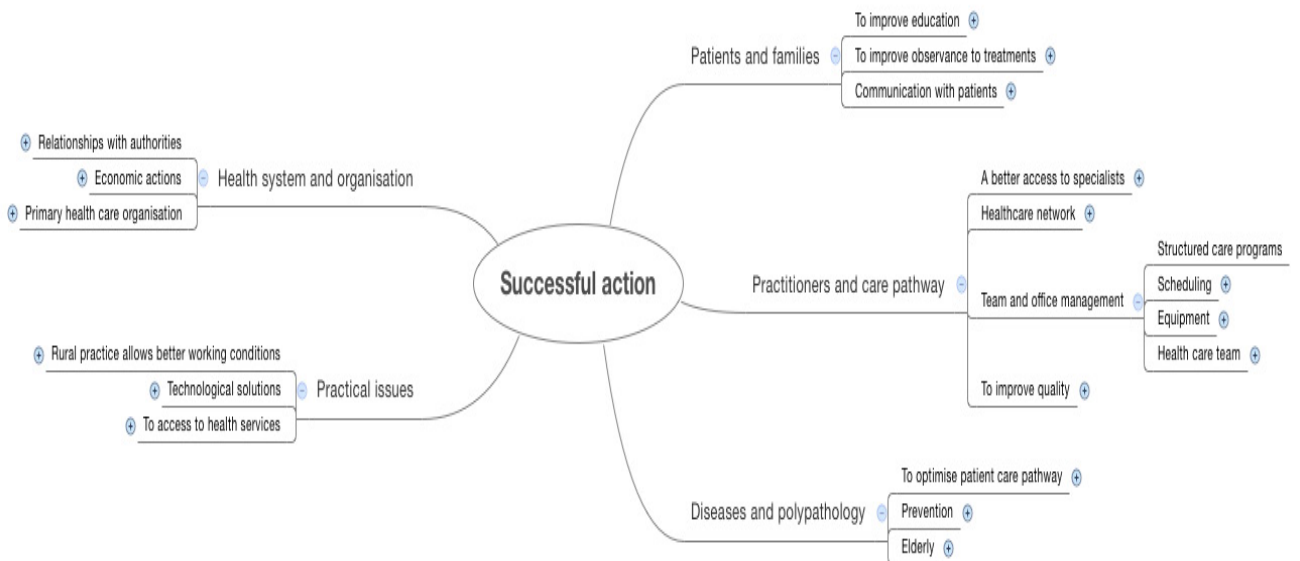 Successful action
Patients and families
To improve education
To improve observance to treatments
Communication with patients
Practitioners and care pathway
A better access to specialists
Healthcare network
Team and office management
Structured care programs
Scheduling
Equipment
Health care team
To improve quality
Diseases and polypathology
To optimise patient care pathway
Prevention
Elderly
Health system and organisation
Relationships with authorities
Economic actions
Primary health care organisation
Practical issues
Rural practice allows better working conditions
Technological solutions
To access to health services